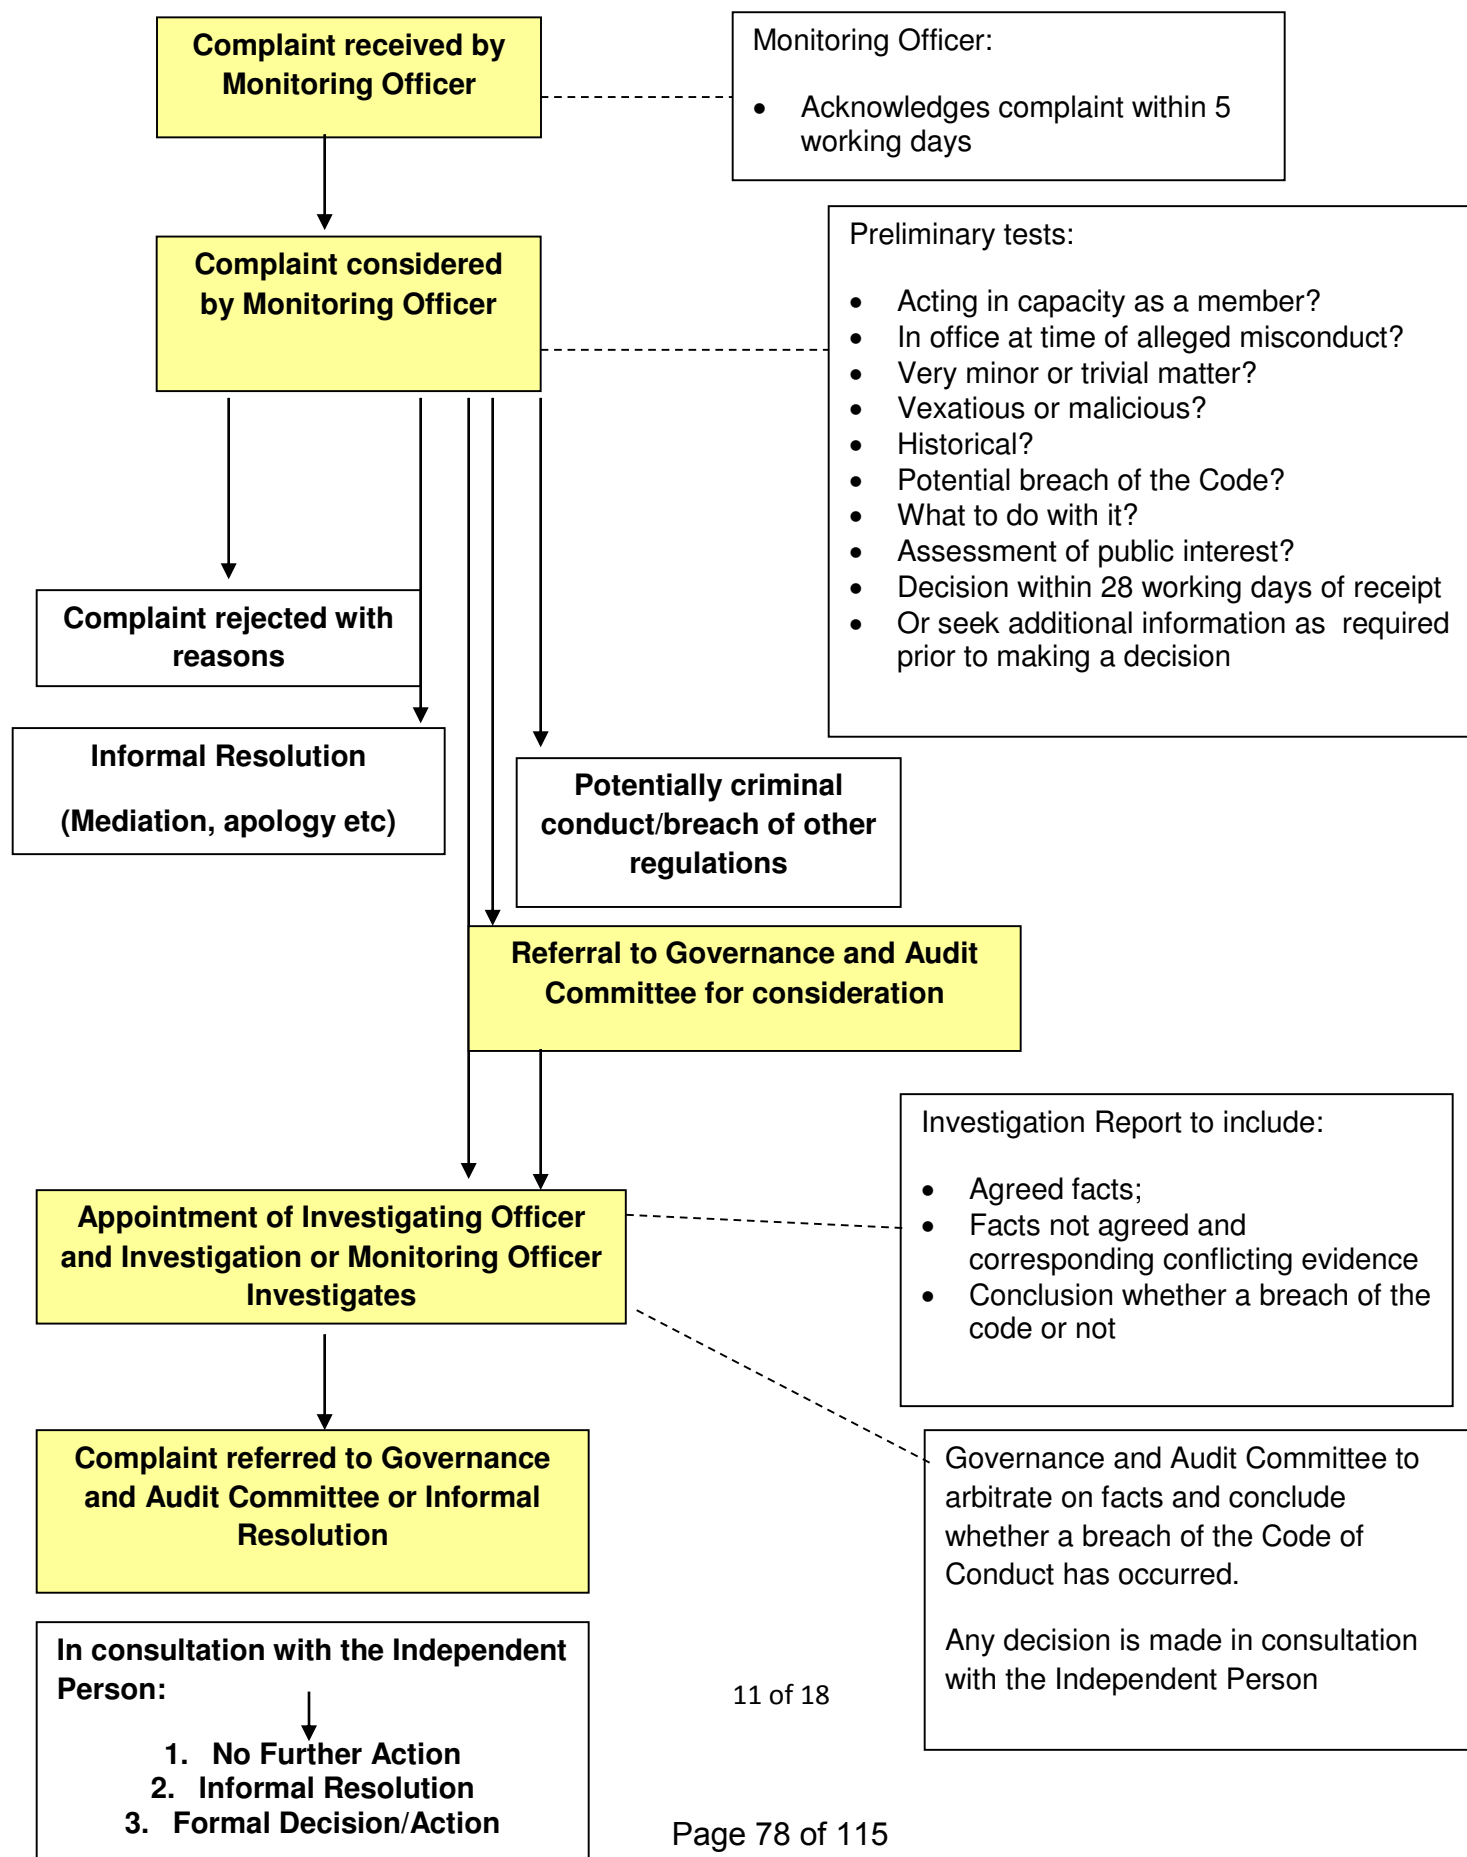 Complaint received by
Monitoring Officer
Monitoring Officer:
• Acknowledges complaint within 5
working days
Complaint considered
by Monitoring Officer
Preliminary tests:
• Acting in capacity as a member?
• In office at time of alleged misconduct?
• Very minor or trivial matter?
• Vexatious or malicious?
• Historical?
• Potential breach of the Code?
• What to do with it?
• Assessment of public interest?
• Decision within 28 working days of receipt
• Or seek additional information as  required
prior to making a decision
Complaint rejected with
reasons
Informal Resolution
(Mediation, apology etc)
Potentially criminal
conduct/breach of other
regulations
Referral to Governance and Audit
Committee for consideration
Investigation Report to include:
• Agreed facts;
• Facts not agreed and
corresponding conflicting evidence
• Conclusion whether a breach of the
code or not
Appointment of Investigating Officer
and Investigation or Monitoring Officer
Investigates
Complaint referred to Governance
and Audit Committee or Informal
Resolution
Governance and Audit Committee to
arbitrate on facts and conclude
whether a breach of the Code of
Conduct has occurred.
Any decision is made in consultation
with the Independent Person
In consultation with the Independent
Person:
1. No Further Action
2. Informal Resolution
3. Formal Decision/Action
11 of 18
Page 78 of 115